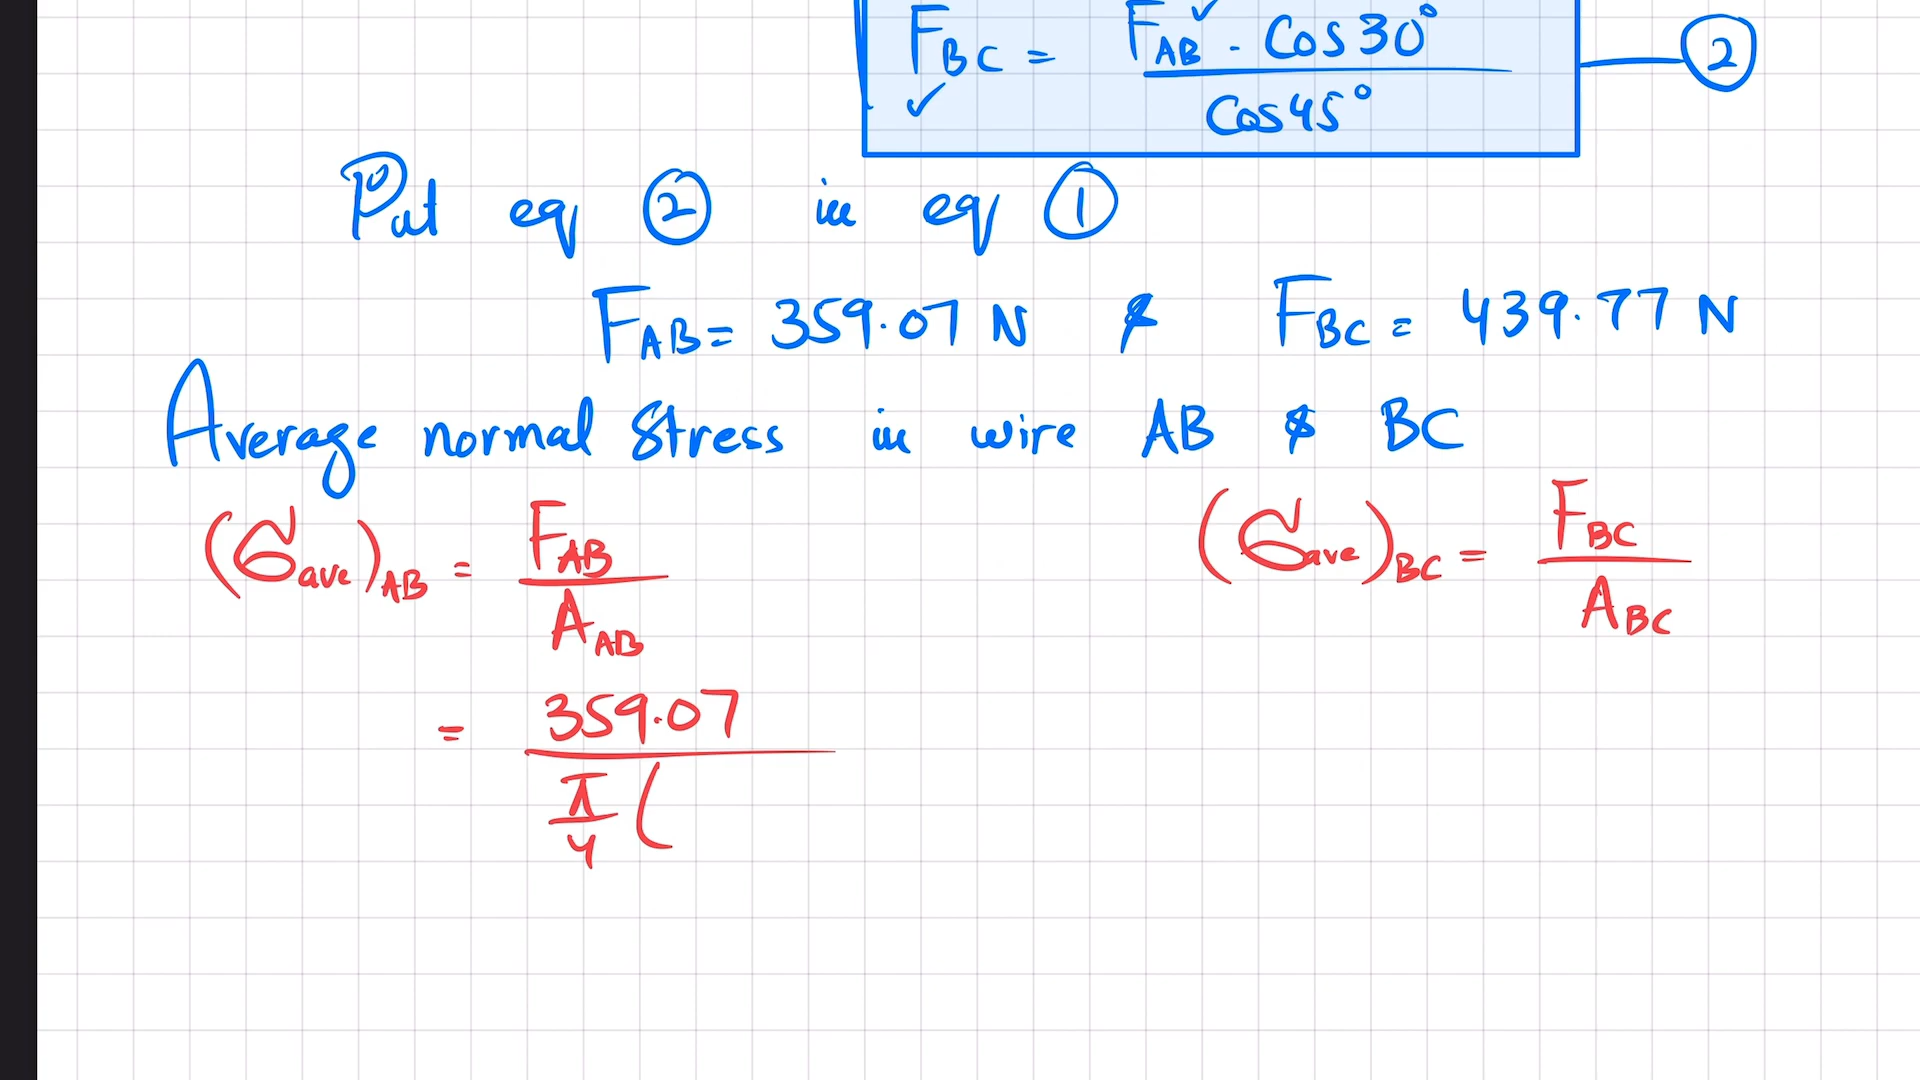 F_BC = F_AB . Cos 30° / Cos 45° — ②
Put eq ② in eq ①
F_AB = 359.07 N & F_BC = 439.77 N
Average normal Stress in wire AB & BC
(σ_ave)_AB = F_AB / A_AB
(σ_ave)_BC = F_BC / A_BC
= 359.07 / π/4 (